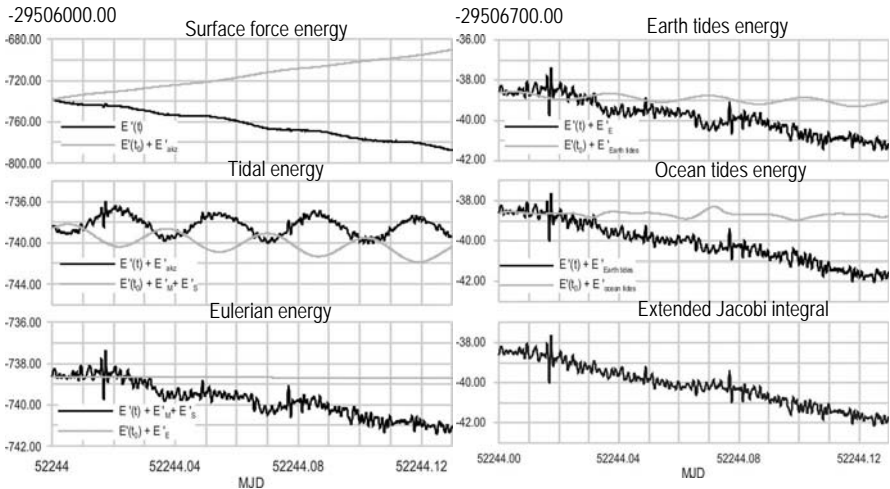 -29506000.00
Surface force energy
-680.00
-720.00
-760.00
-800.00
E'(t)
E'(t₀) + E'akz
Tidal energy
-736.00
-740.00
-744.00
E'(t) + E'akz
E'(t₀) + E'M + E'S
Eulerian energy
-736.00
-738.00
-740.00
-742.00
E'(t) + E'M + E'S
E'(t₀) + E'E
52244
52244.04
52244.08
52244.12
MJD
-29506700.00
Earth tides energy
-36.00
-38.00
-40.00
-42.00
E'(t) + E'E
E'(t₀) + E'Earth tides
Ocean tides energy
-38.00
-40.00
-42.00
E'(t) + E'Earth tides
E'(t₀) + E'ocean tides
Extended Jacobi integral
-38.00
-40.00
-42.00
52244.00
52244.04
52244.08
52244.12
MJD